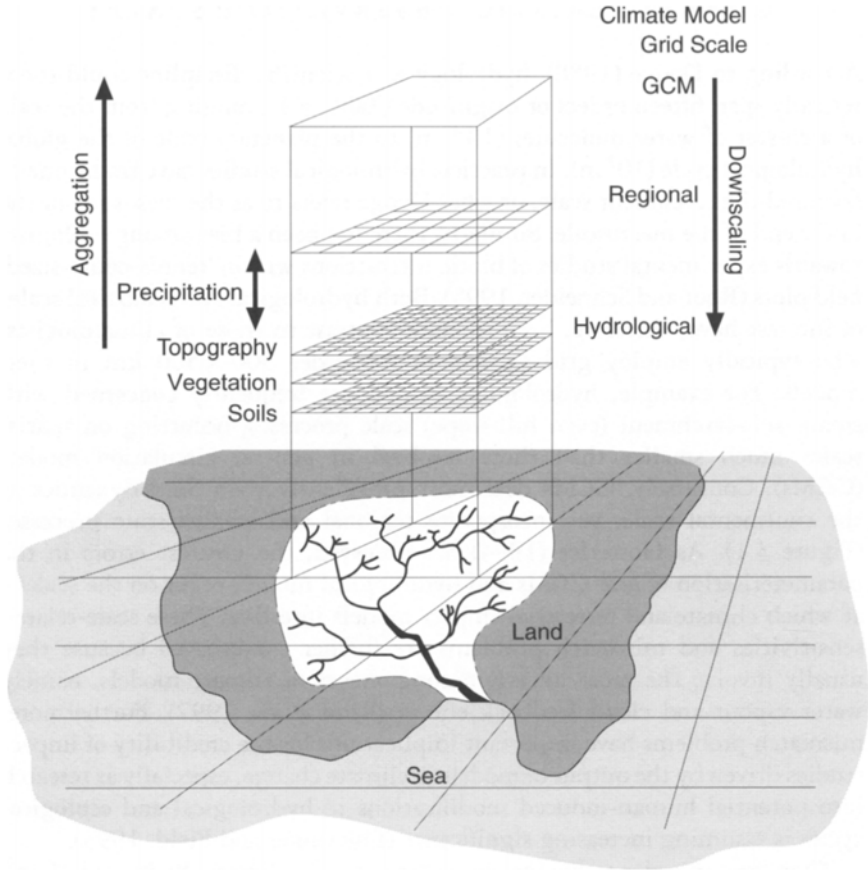 Climate Model
Grid Scale
GCM
Aggregation
Downscaling
Regional
Precipitation
Hydrological
Topography
Vegetation
Soils
Land
Sea